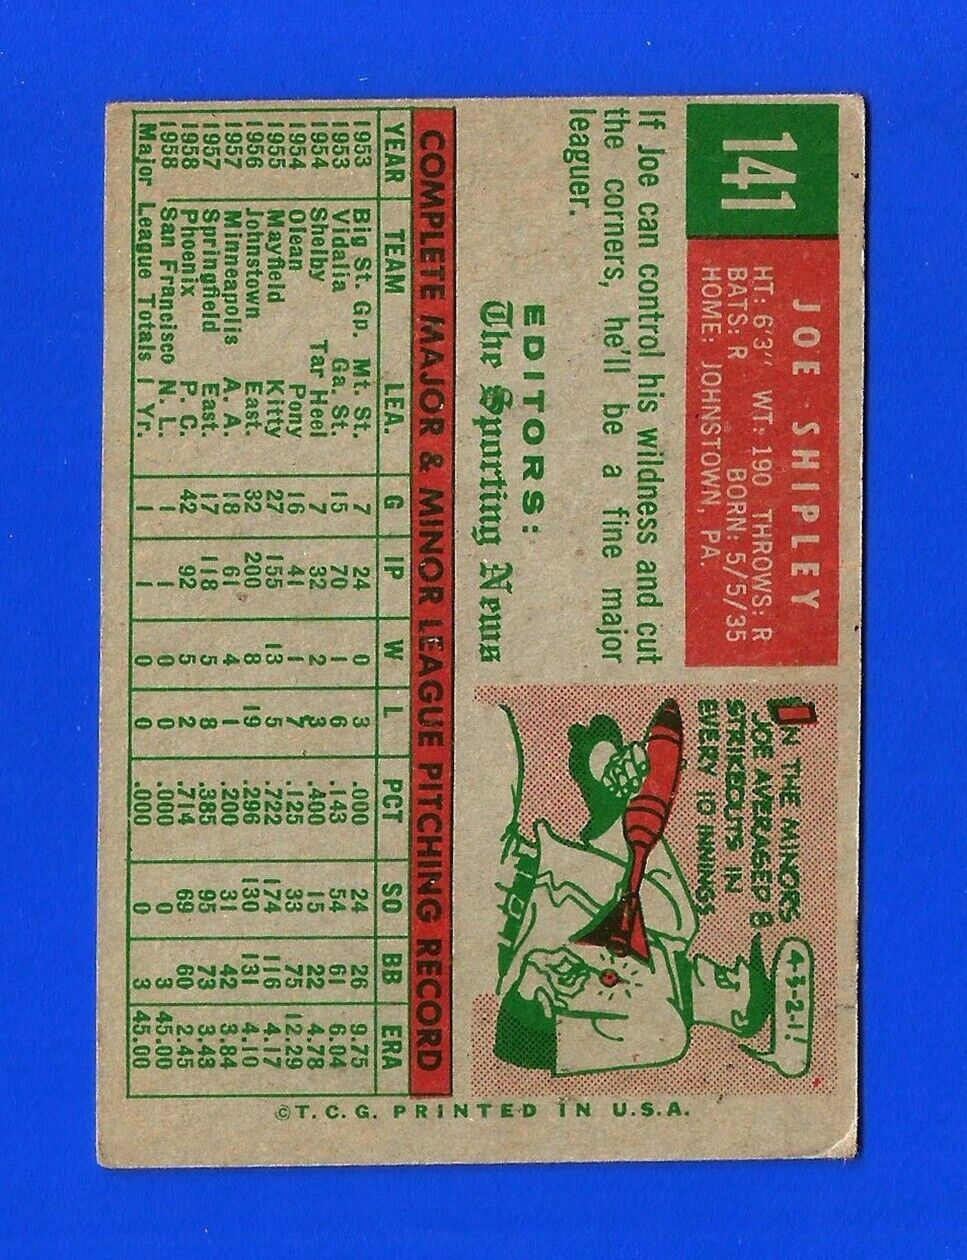 141
JOE SHIPLEY
HT: 6'3" WT: 190 THROWS: R
BATS: R BORN: 5/5/35
HOME: JOHNSTOWN, PA.
If Joe can control his wildness and cut
the corners, he'll be a fine major
leaguer.
EDITORS:
The Sporting News
IN THE MINORS
JOE AVERAGED 8
STRIKEOUTS IN
EVERY 10 INNINGS.
4-3-2-1!
COMPLETE MAJOR & MINOR LEAGUE PITCHING RECORD
YEAR TEAM LEA. G IP W L PCT SO BB ERA
1953 Big St. Gp. Mt. St. 7 24 0 3 .000 24 26 9.75
1953 Vidalia Ga. St. 15 70 1 6 .143 54 61 6.04
1954 Shelby Tar Heel 7 32 2 3 .400 15 22 4.78
1954 Olean Pony 16 41 1 7 .125 33 75 12.29
1955 Mayfield Kitty 27 155 13 5 .722 174 116 4.17
1956 Johnstown East. 32 200 8 19 .296 130 131 4.10
1957 Minneapolis A. A. 18 61 4 1 .200 31 42 3.84
1957 Springfield East. 17 118 5 8 .385 95 73 3.43
1958 Phoenix P. C. 42 92 5 2 .714 69 60 2.45
1958 San Francisco N. L. 1 1 0 0 .000 0 3 45.00
Major League Totals 1 Yr. 1 1 0 0 .000 0 3 45.00
©T.C.G. PRINTED IN U.S.A.